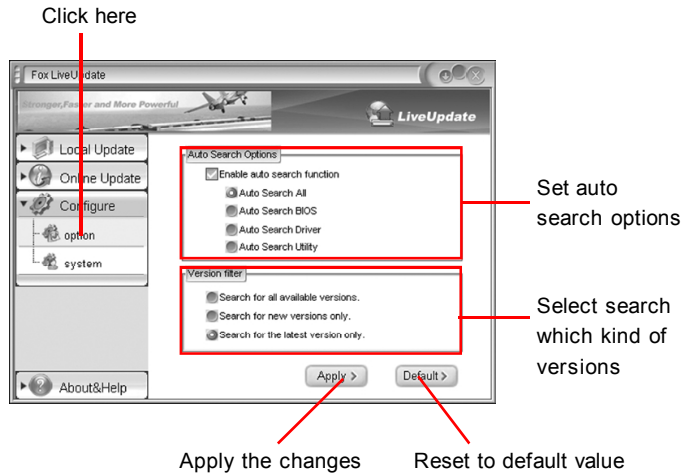 Click here
Fox LiveUpdate
Stronger,Faster and More Powerful
LiveUpdate
Local Update
Online Update
Configure
option
system
About&Help
Auto Search Options
Enable auto search function
Auto Search All
Auto Search BIOS
Auto Search Driver
Auto Search Utility
Version filter
Search for all available versions.
Search for new versions only.
Search for the latest version only.
Apply >
Default >
Set auto
search options
Select search
which kind of
versions
Apply the changes
Reset to default value